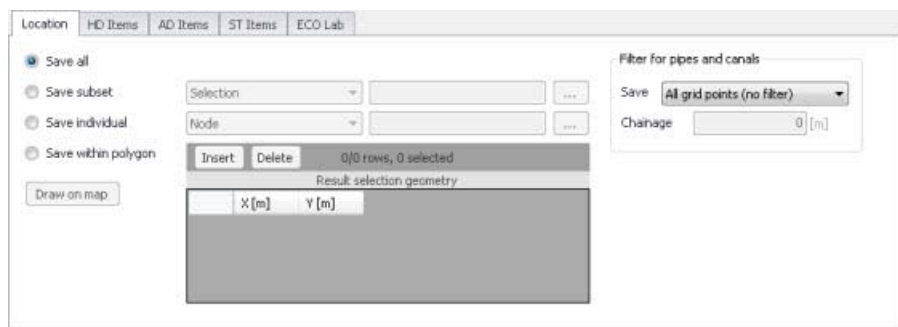 Location HD Items AD Items ST Items ECO Lab
Save all
Filter for pipes and canals
Save subset Selection ...
Save All grid points (no filter)
Save individual Node ...
Chainage 0 [m]
Save within polygon
Insert Delete 0/0 rows, 0 selected
Result selection geometry
Draw on map
X [m] Y [m]